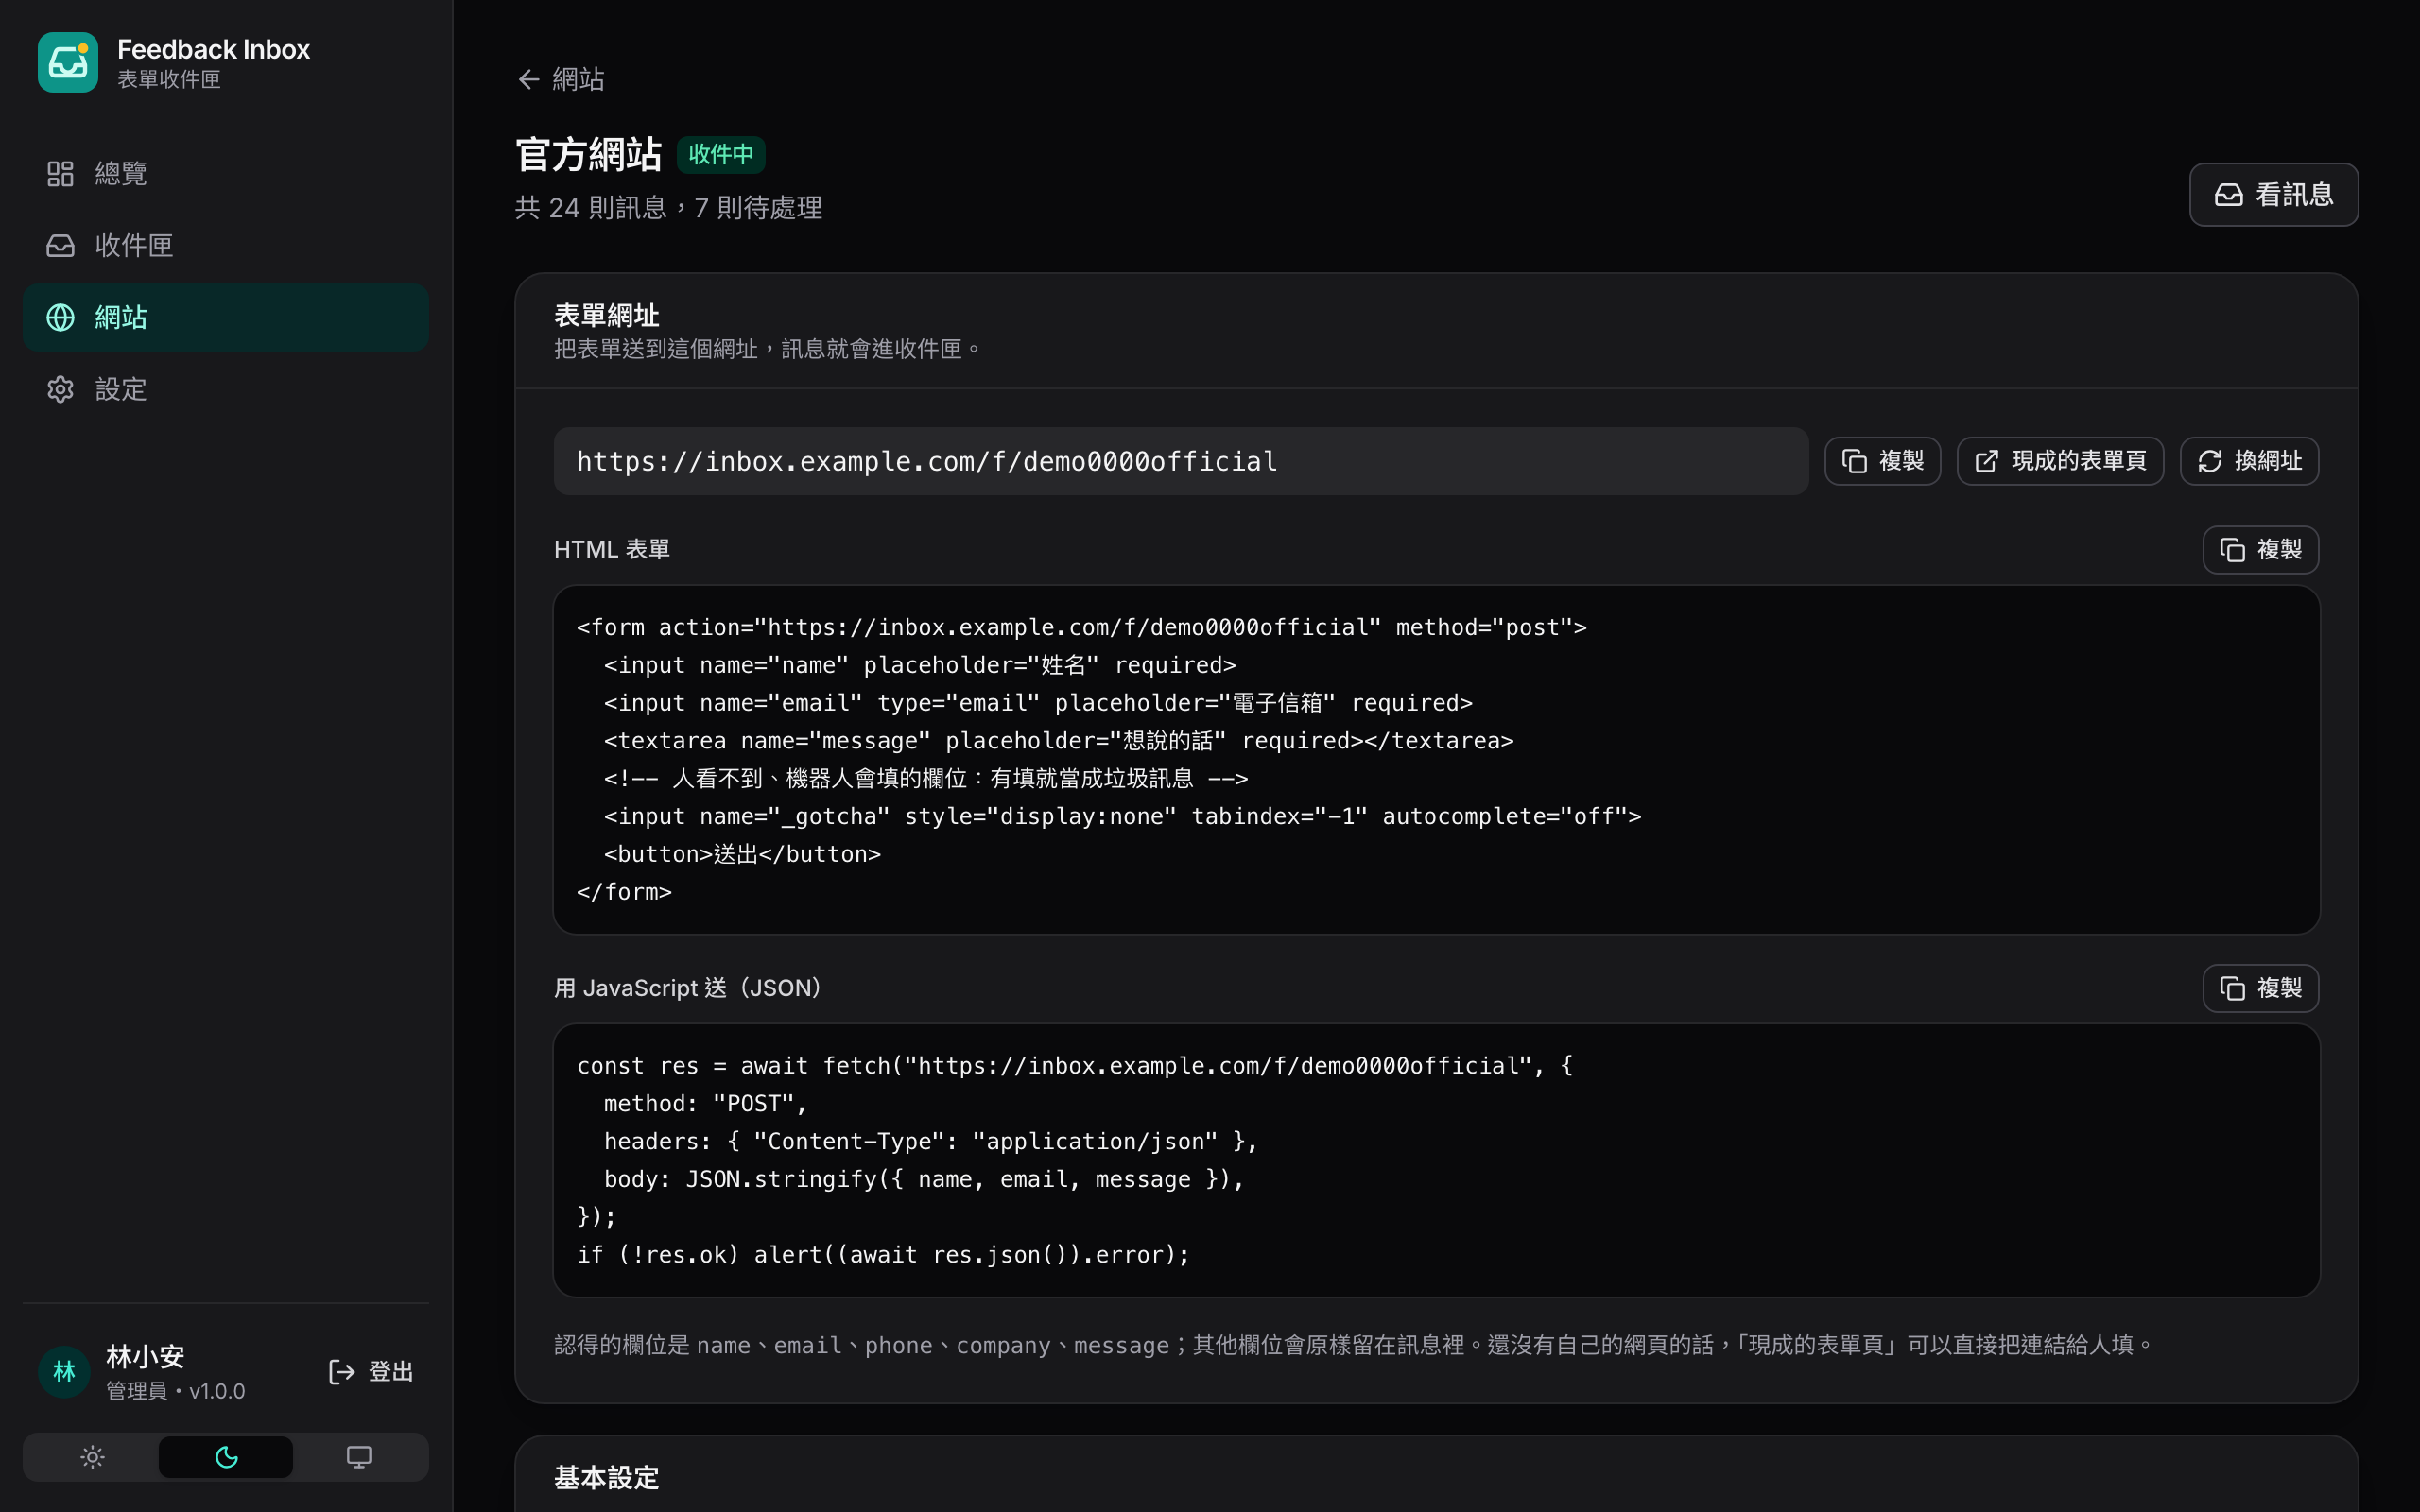 Feedback Inbox
表單收件匣
總覽
收件匣
網站
設定
林
林小安
管理員・v1.0.0
登出
網站
官方網站
收件中
共 24 則訊息，7 則待處理
看訊息
表單網址
把表單送到這個網址，訊息就會進收件匣。
https://inbox.example.com/f/demo0000official
複製
現成的表單頁
換網址
HTML 表單
複製
<form action="https://inbox.example.com/f/demo0000official" method="post">
  <input name="name" placeholder="姓名" required>
  <input name="email" type="email" placeholder="電子信箱" required>
  <textarea name="message" placeholder="想說的話" required></textarea>
  <!-- 人看不到、機器人會填的欄位：有填就當成垃圾訊息 -->
  <input name="_gotcha" style="display:none" tabindex="-1" autocomplete="off">
  <button>送出</button>
</form>
用 JavaScript 送（JSON）
複製
const res = await fetch("https://inbox.example.com/f/demo0000official", {
  method: "POST",
  headers: { "Content-Type": "application/json" },
  body: JSON.stringify({ name, email, message }),
});
if (!res.ok) alert((await res.json()).error);
認得的欄位是 name、email、phone、company、message；其他欄位會原樣留在訊息裡。還沒有自己的網頁的話，「現成的表單頁」可以直接把連結給人填。
基本設定